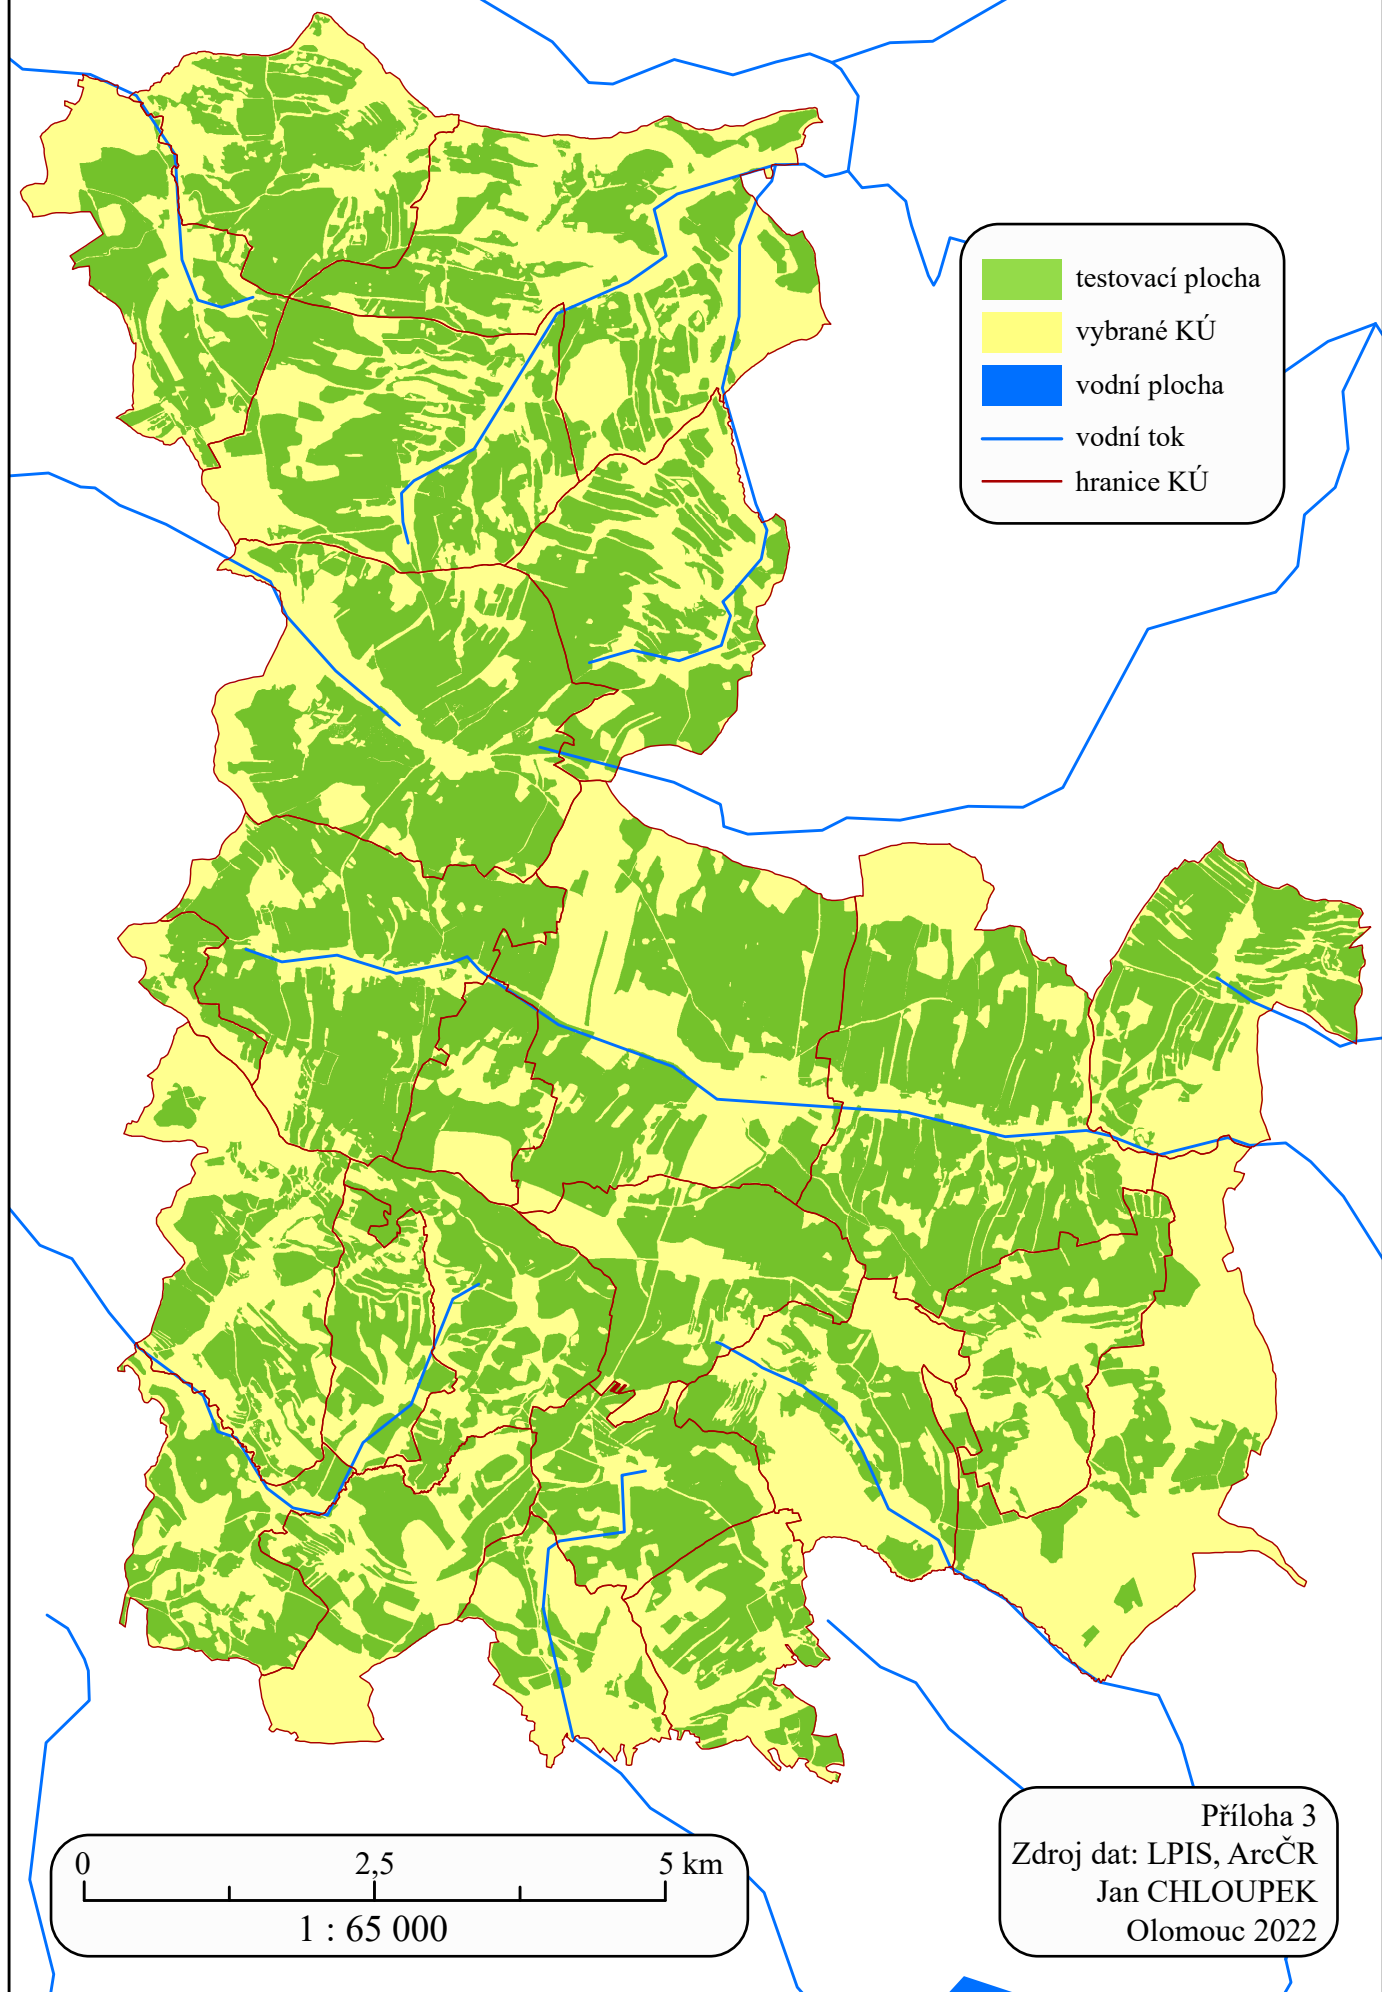 testovací plocha
vybrané KÚ
vodní plocha
vodní tok
hranice KÚ
Příloha 3
Zdroj dat: LPIS, ArcČR
Jan CHLOUPEK
Olomouc 2022
0 2,5 5 km
1 : 65 000